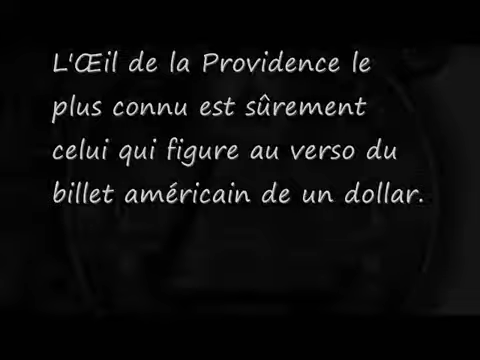 L'Œil de la Providence le
plus connu est sûrement
celui qui figure au verso du
billet américain de un dollar.